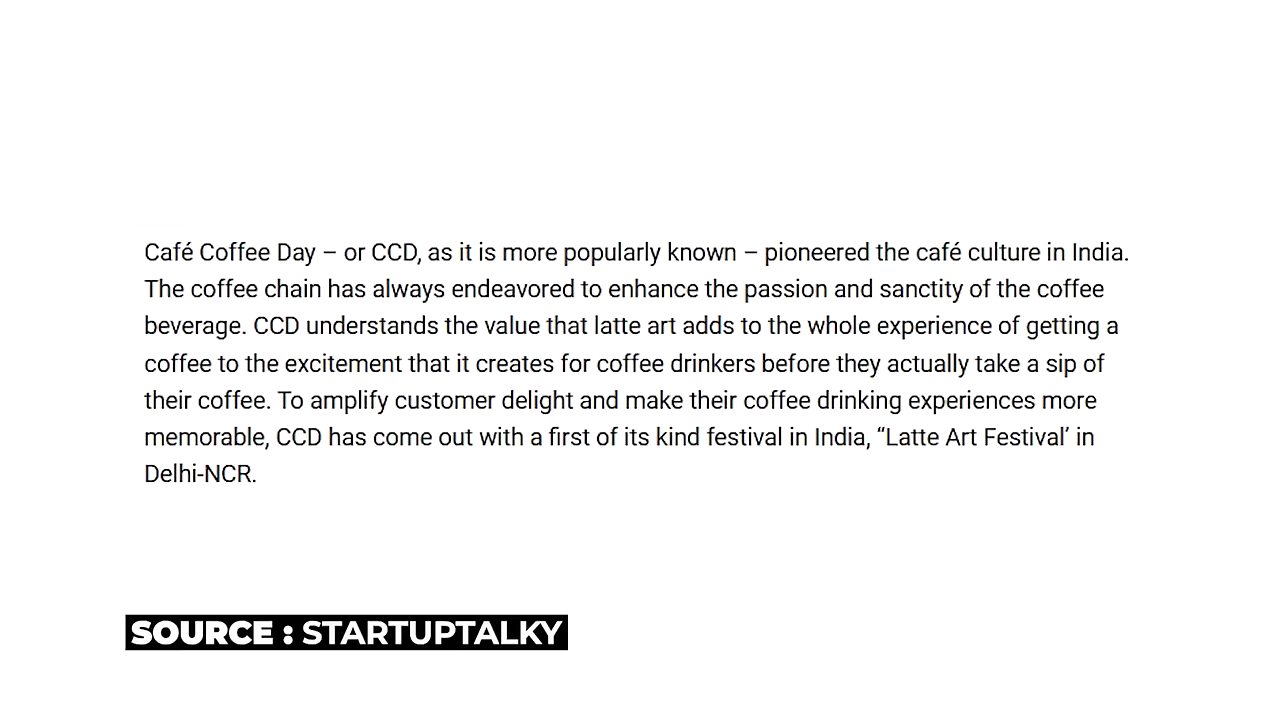 Café Coffee Day – or CCD, as it is more popularly known – pioneered the café culture in India.
The coffee chain has always endeavored to enhance the passion and sanctity of the coffee
beverage. CCD understands the value that latte art adds to the whole experience of getting a
coffee to the excitement that it creates for coffee drinkers before they actually take a sip of
their coffee. To amplify customer delight and make their coffee drinking experiences more
memorable, CCD has come out with a first of its kind festival in India, “Latte Art Festival’ in
Delhi-NCR.
SOURCE : STARTUPTALKY